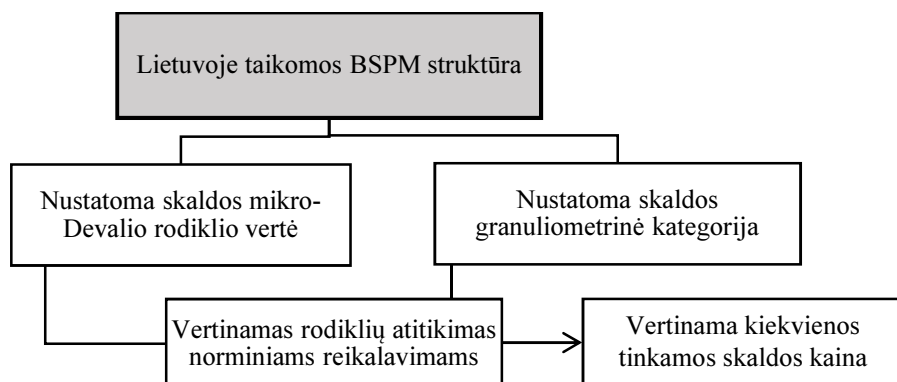 Lietuvoje taikomos BSPM struktūra
Nustatoma skaldos mikro-
Devalio rodiklio vertė
Nustatoma skaldos
granuliometrinė kategorija
Vertinamas rodiklių atitikimas
norminiams reikalavimams
Vertinama kiekvienos
tinkamos skaldos kaina